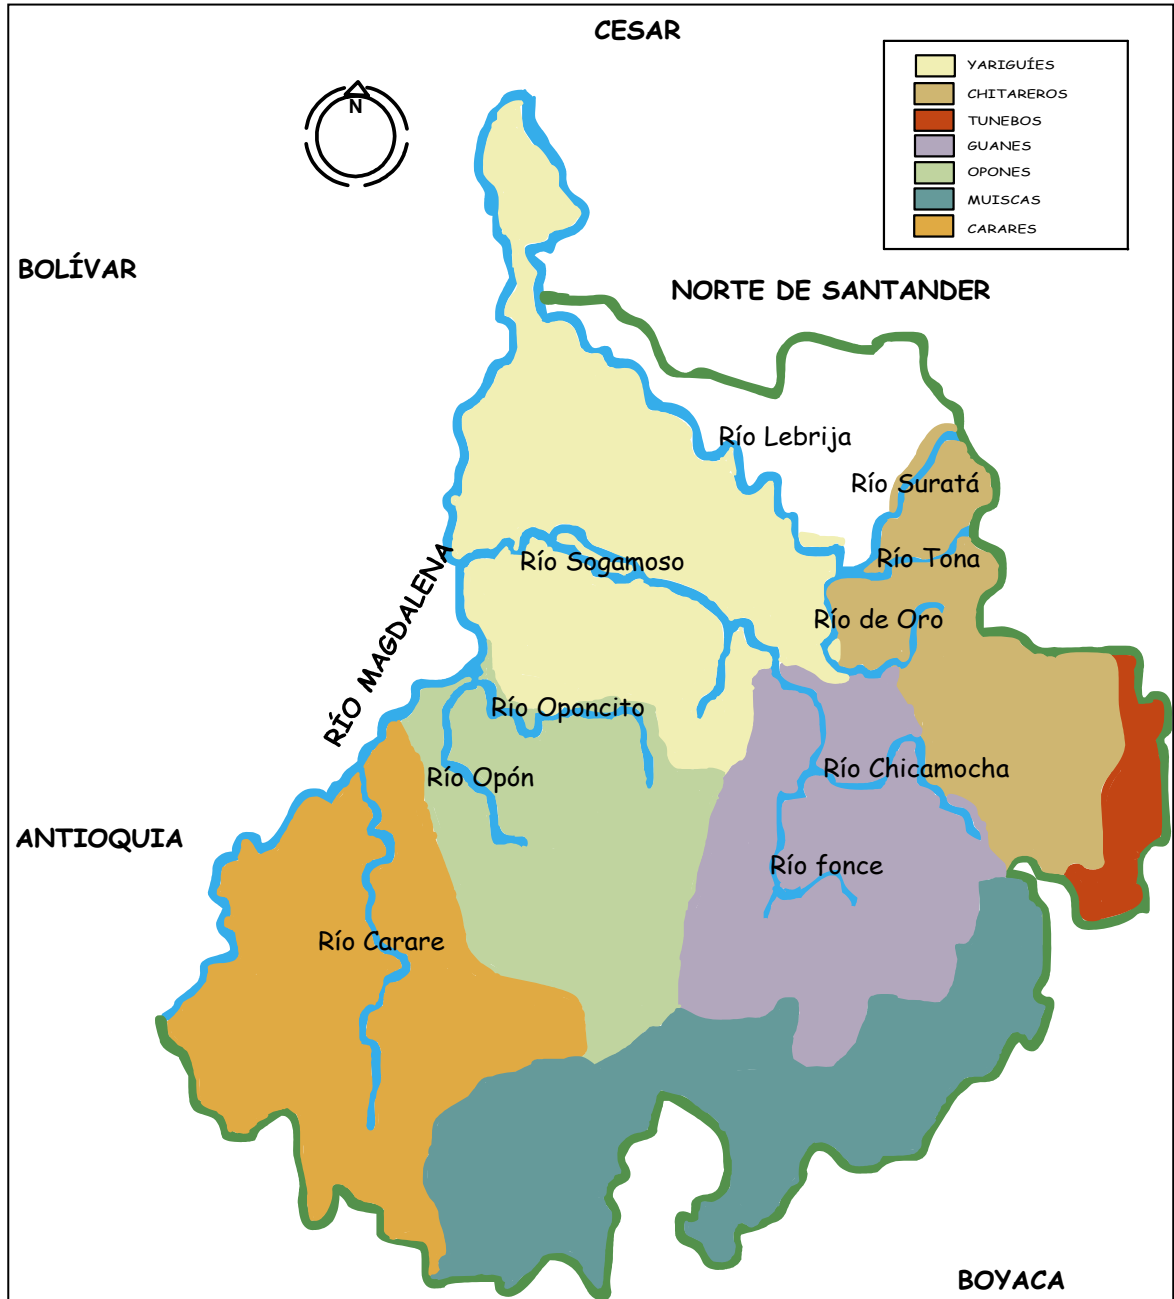 CESAR
N
YARIGUÍES
CHITAREROS
TUNEBOS
GUANES
OPONES
MUISCAS
CARARES
BOLÍVAR
NORTE DE SANTANDER
Río Lebrija
Río Suratá
Río Tona
Río Sogamoso
Río de Oro
RÍO MAGDALENA
Río Oponcito
Río Opón
Río Chicamocha
ANTIOQUIA
Río fonce
Río Carare
BOYACA